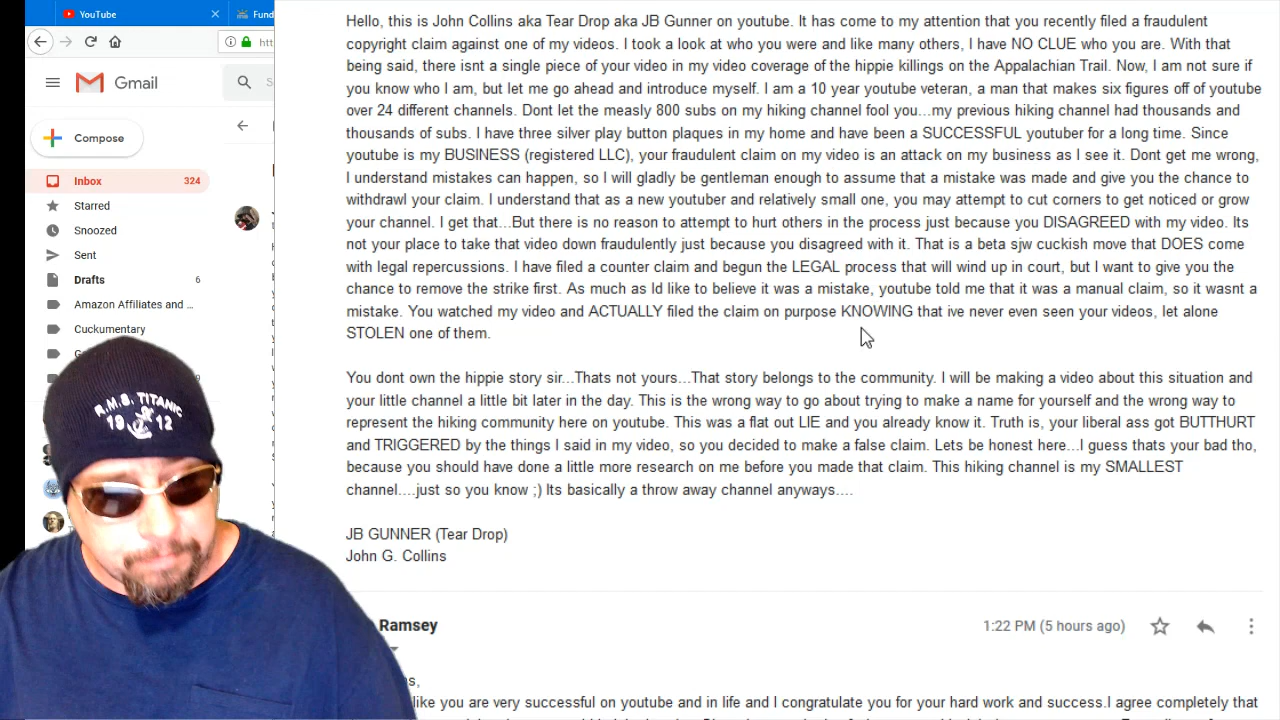 YouTube
Fund
htt
Gmail
S
Compose
Inbox 324
Starred
Snoozed
Sent
Drafts 6
Amazon Affiliates and ...
Cuckumentary
R.M.S. TITANIC
19 12
Hello, this is John Collins aka Tear Drop aka JB Gunner on youtube. It has come to my attention that you recently filed a fraudulent
copyright claim against one of my videos. I took a look at who you were and like many others, I have NO CLUE who you are. With that
being said, there isnt a single piece of your video in my video coverage of the hippie killings on the Appalachian Trail. Now, I am not sure if
you know who I am, but let me go ahead and introduce myself. I am a 10 year youtube veteran, a man that makes six figures off of youtube
over 24 different channels. Dont let the measly 800 subs on my hiking channel fool you...my previous hiking channel had thousands and
thousands of subs. I have three silver play button plaques in my home and have been a SUCCESSFUL youtuber for a long time. Since
youtube is my BUSINESS (registered LLC), your fraudulent claim on my video is an attack on my business as I see it. Dont get me wrong,
I understand mistakes can happen, so I will gladly be gentleman enough to assume that a mistake was made and give you the chance to
withdrawl your claim. I understand that as a new youtuber and relatively small one, you may attempt to cut corners to get noticed or grow
your channel. I get that...But there is no reason to attempt to hurt others in the process just because you DISAGREED with my video. Its
not your place to take that video down fraudulently just because you disagreed with it. That is a beta sjw cuckish move that DOES come
with legal repercussions. I have filed a counter claim and begun the LEGAL process that will wind up in court, but I want to give you the
chance to remove the strike first. As much as Id like to believe it was a mistake, youtube told me that it was a manual claim, so it wasnt a
mistake. You watched my video and ACTUALLY filed the claim on purpose KNOWING that ive never even seen your videos, let alone
STOLEN one of them.
You dont own the hippie story sir...Thats not yours...That story belongs to the community. I will be making a video about this situation and
your little channel a little bit later in the day. This is the wrong way to go about trying to make a name for yourself and the wrong way to
represent the hiking community here on youtube. This was a flat out LIE and you already know it. Truth is, your liberal ass got BUTTHURT
and TRIGGERED by the things I said in my video, so you decided to make a false claim. Lets be honest here...I guess thats your bad tho,
because you should have done a little more research on me before you made that claim. This hiking channel is my SMALLEST
channel....just so you know ;) Its basically a throw away channel anyways....
JB GUNNER (Tear Drop)
John G. Collins
Ramsey 1:22 PM (5 hours ago)
s,
like you are very successful on youtube and in life and I congratulate you for your hard work and success.I agree completely that